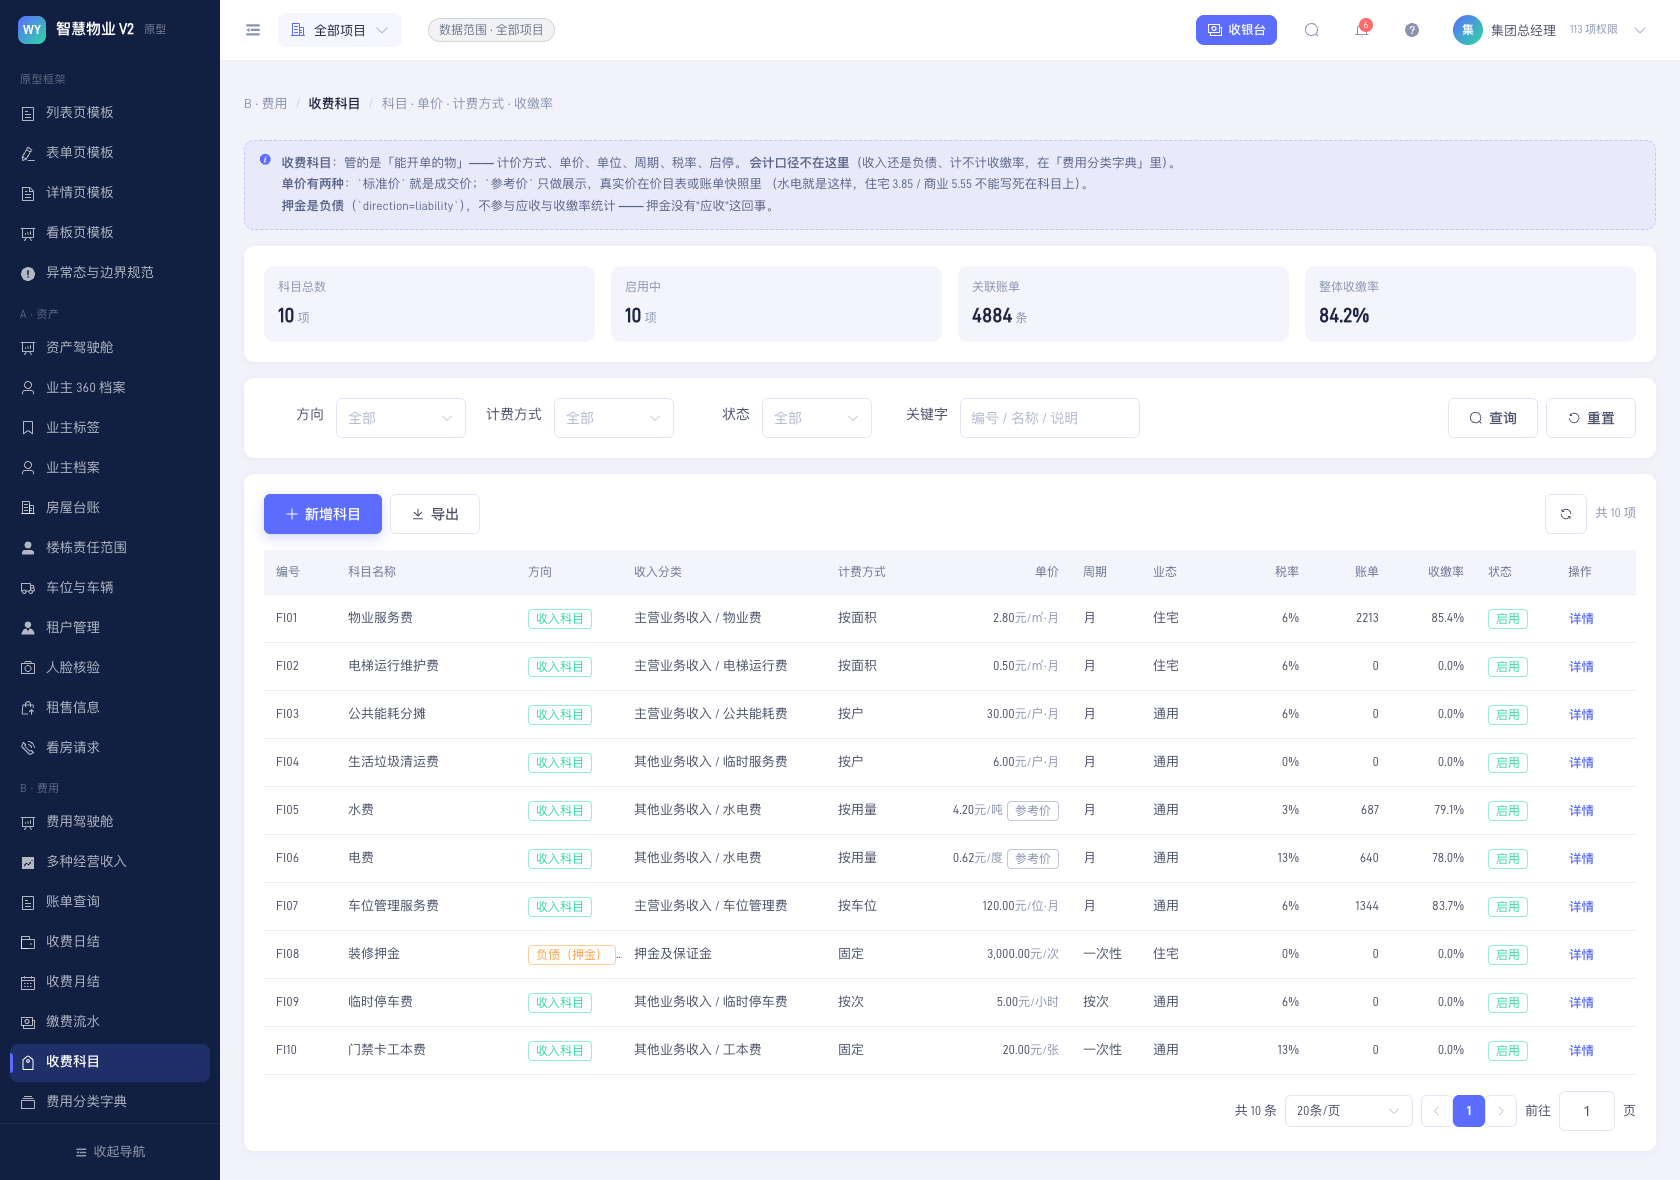 WY 智慧物业 V2 原型
原型框架
列表页模板
表单页模板
详情页模板
看板页模板
异常态与边界规范
A · 资产
资产驾驶舱
业主 360 档案
业主标签
业主档案
房屋台账
楼栋责任范围
车位与车辆
租户管理
人脸核验
租售信息
看房请求
B · 费用
费用驾驶舱
多种经营收入
账单查询
收费日结
收费月结
缴费流水
收费科目
费用分类字典
收起导航
全部项目
数据范围 · 全部项目
收银台
6
集 集团总经理 113 项权限
B · 费用 / 收费科目 / 科目 · 单价 · 计费方式 · 收缴率
收费科目：管的是「能开单的物」—— 计价方式、单价、单位、周期、税率、启停。会计口径不在这里（收入还是负债、计不计收缴率，在「费用分类字典」里）。
单价有两种：`标准价` 就是成交价；`参考价` 只做展示，真实价在价目表或账单快照里 （水电就是这样，住宅 3.85 / 商业 5.55 不能写死在科目上）。
押金是负债（`direction=liability`），不参与应收与收缴率统计 —— 押金没有"应收"这回事。
科目总数 启用中 关联账单 整体收缴率
10 项 10 项 4884 条 84.2%
方向 全部 计费方式 全部 状态 全部 关键字 编号 / 名称 / 说明 查询 重置
新增科目 导出 共 10 项
编号 科目名称 方向 收入分类 计费方式 单价 周期 业态 税率 账单 收缴率 状态 操作
FI01 物业服务费 收入科目 主营业务收入 / 物业费 按面积 2.80元/㎡·月 月 住宅 6% 2213 85.4% 启用 详情
FI02 电梯运行维护费 收入科目 主营业务收入 / 电梯运行费 按面积 0.50元/㎡·月 月 住宅 6% 0 0.0% 启用 详情
FI03 公共能耗分摊 收入科目 主营业务收入 / 公共能耗费 按户 30.00元/户·月 月 通用 6% 0 0.0% 启用 详情
FI04 生活垃圾清运费 收入科目 其他业务收入 / 临时服务费 按户 6.00元/户·月 月 通用 0% 0 0.0% 启用 详情
FI05 水费 收入科目 其他业务收入 / 水电费 按用量 4.20元/吨 参考价 月 通用 3% 687 79.1% 启用 详情
FI06 电费 收入科目 其他业务收入 / 水电费 按用量 0.62元/度 参考价 月 通用 13% 640 78.0% 启用 详情
FI07 车位管理服务费 收入科目 主营业务收入 / 车位管理费 按车位 120.00元/位·月 月 通用 6% 1344 83.7% 启用 详情
FI08 装修押金 负债（押金） … 押金及保证金 固定 3,000.00元/次 一次性 住宅 0% 0 0.0% 启用 详情
FI09 临时停车费 收入科目 其他业务收入 / 临时停车费 按次 5.00元/小时 按次 通用 6% 0 0.0% 启用 详情
FI10 门禁卡工本费 收入科目 其他业务收入 / 工本费 固定 20.00元/张 一次性 通用 13% 0 0.0% 启用 详情
共 10 条 20条/页 1 前往 1 页